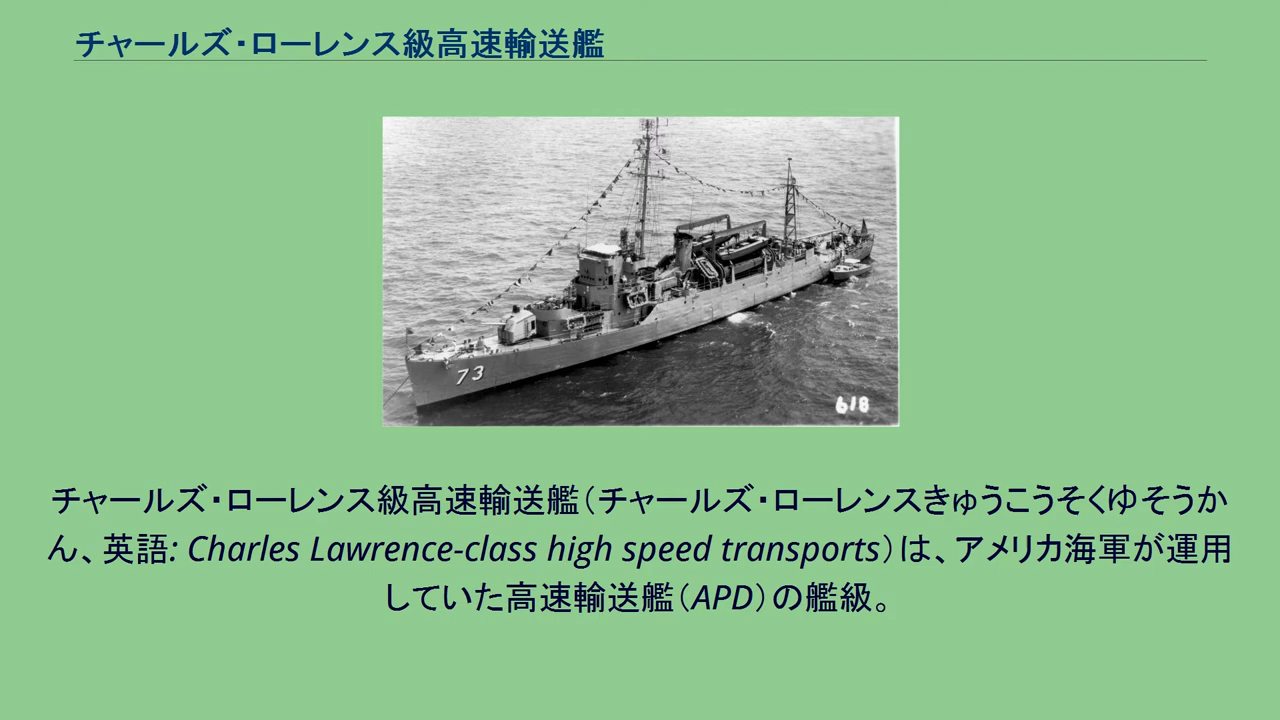 チャールズ・ローレンス級高速輸送艦
73
618
チャールズ・ローレンス級高速輸送艦（チャールズ・ローレンスきゅうこうそくゆそうか
ん、英語: Charles Lawrence-class high speed transports）は、アメリカ海軍が運用
していた高速輸送艦（APD）の艦級。